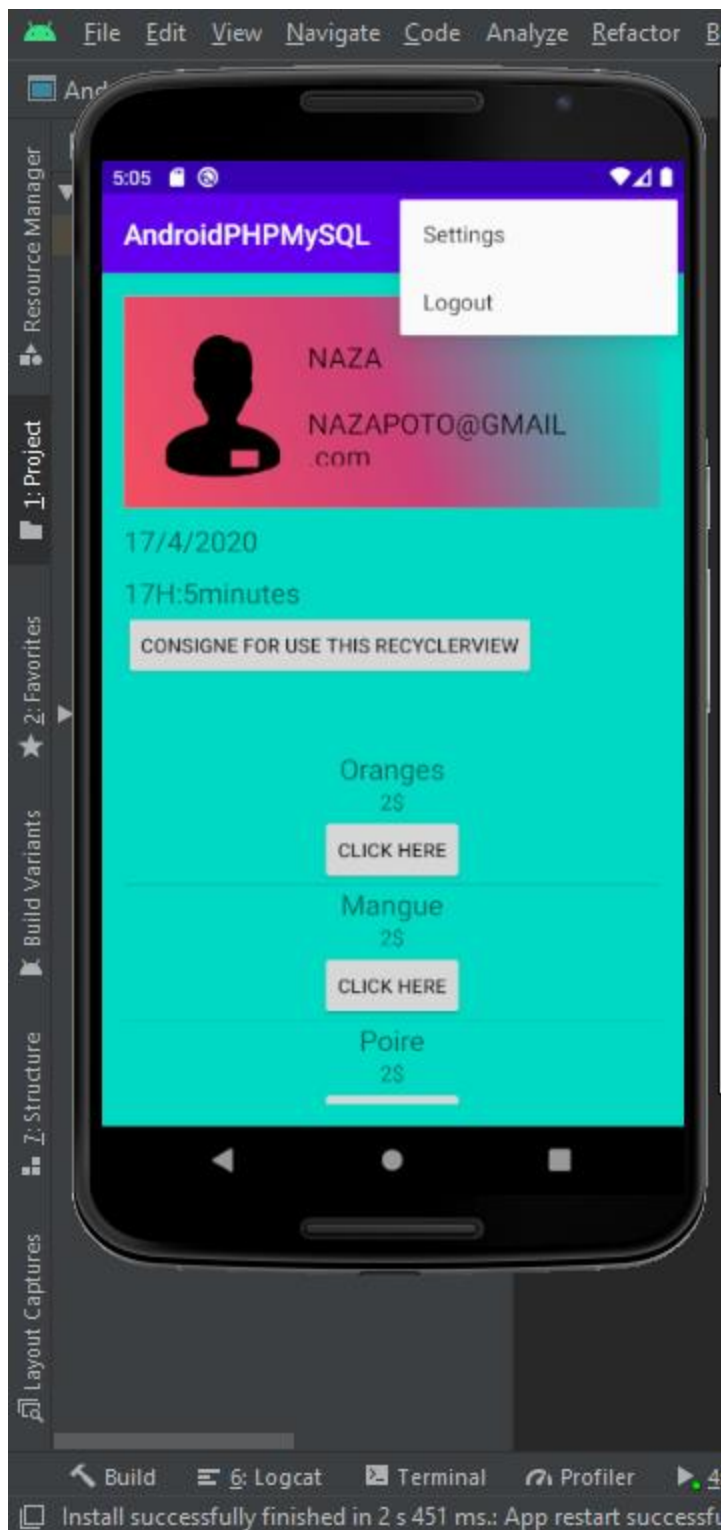 File Edit View Navigate Code Analyze Refactor B
And
Resource Manager
1: Project
2: Favorites
Build Variants
7: Structure
Layout Captures
5:05
AndroidPHPMySQL
Settings
Logout
NAZA
NAZAPOTO@GMAIL
.com
17/4/2020
17H:5minutes
CONSIGNE FOR USE THIS RECYCLERVIEW
Oranges
2$
CLICK HERE
Mangue
2$
CLICK HERE
Poire
2$
Build 6: Logcat Terminal Profiler 4
Install successfully finished in 2 s 451 ms.: App restart successfu